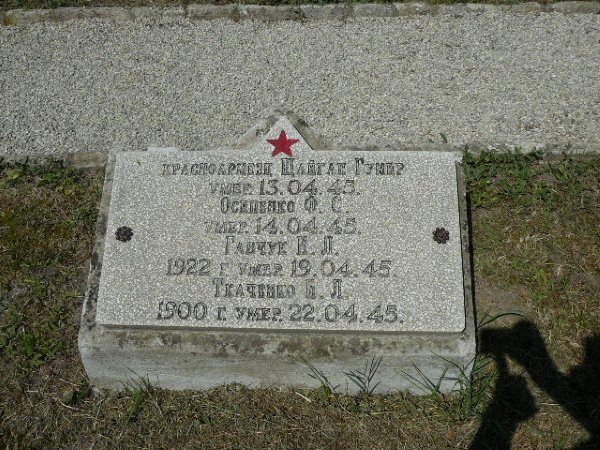 красноармеец Шайгак Гумер
умер 13.04.45.
Осипенко Ф. С.
умер 14.04.45.
Ганчук И. Л.
1922 г. умер 19.04.45.
Ткаченко И. Л.
1900 г. умер. 22.04.45.